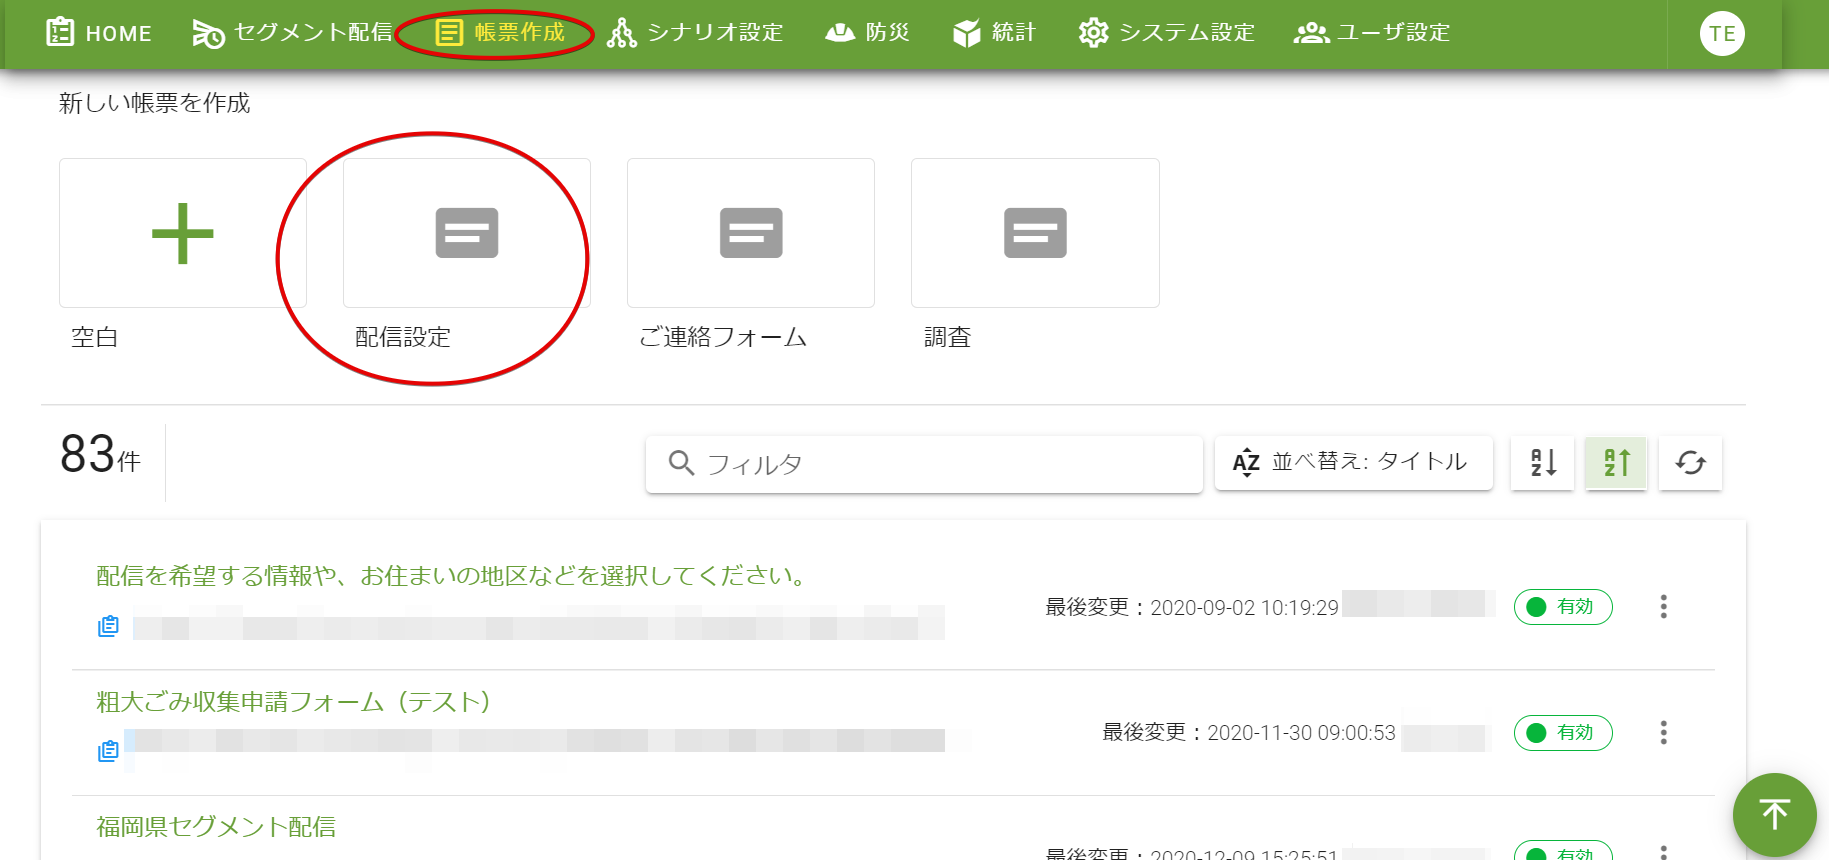 HOME セグメント配信 帳票作成 シナリオ設定 防災 統計 システム設定 ユーザ設定 TE
新しい帳票を作成
空白 配信設定 ご連絡フォーム 調査
83件 フィルタ AZ 並べ替え: タイトル AZ AZ
配信を希望する情報や、お住まいの地区などを選択してください。
最後変更：2020-09-02 10:19:29 有効
粗大ごみ収集申請フォーム（テスト）
最後変更：2020-11-30 09:00:53 有効
福岡県セグメント配信
最後変更：2020-12-09 15:25:51 有効